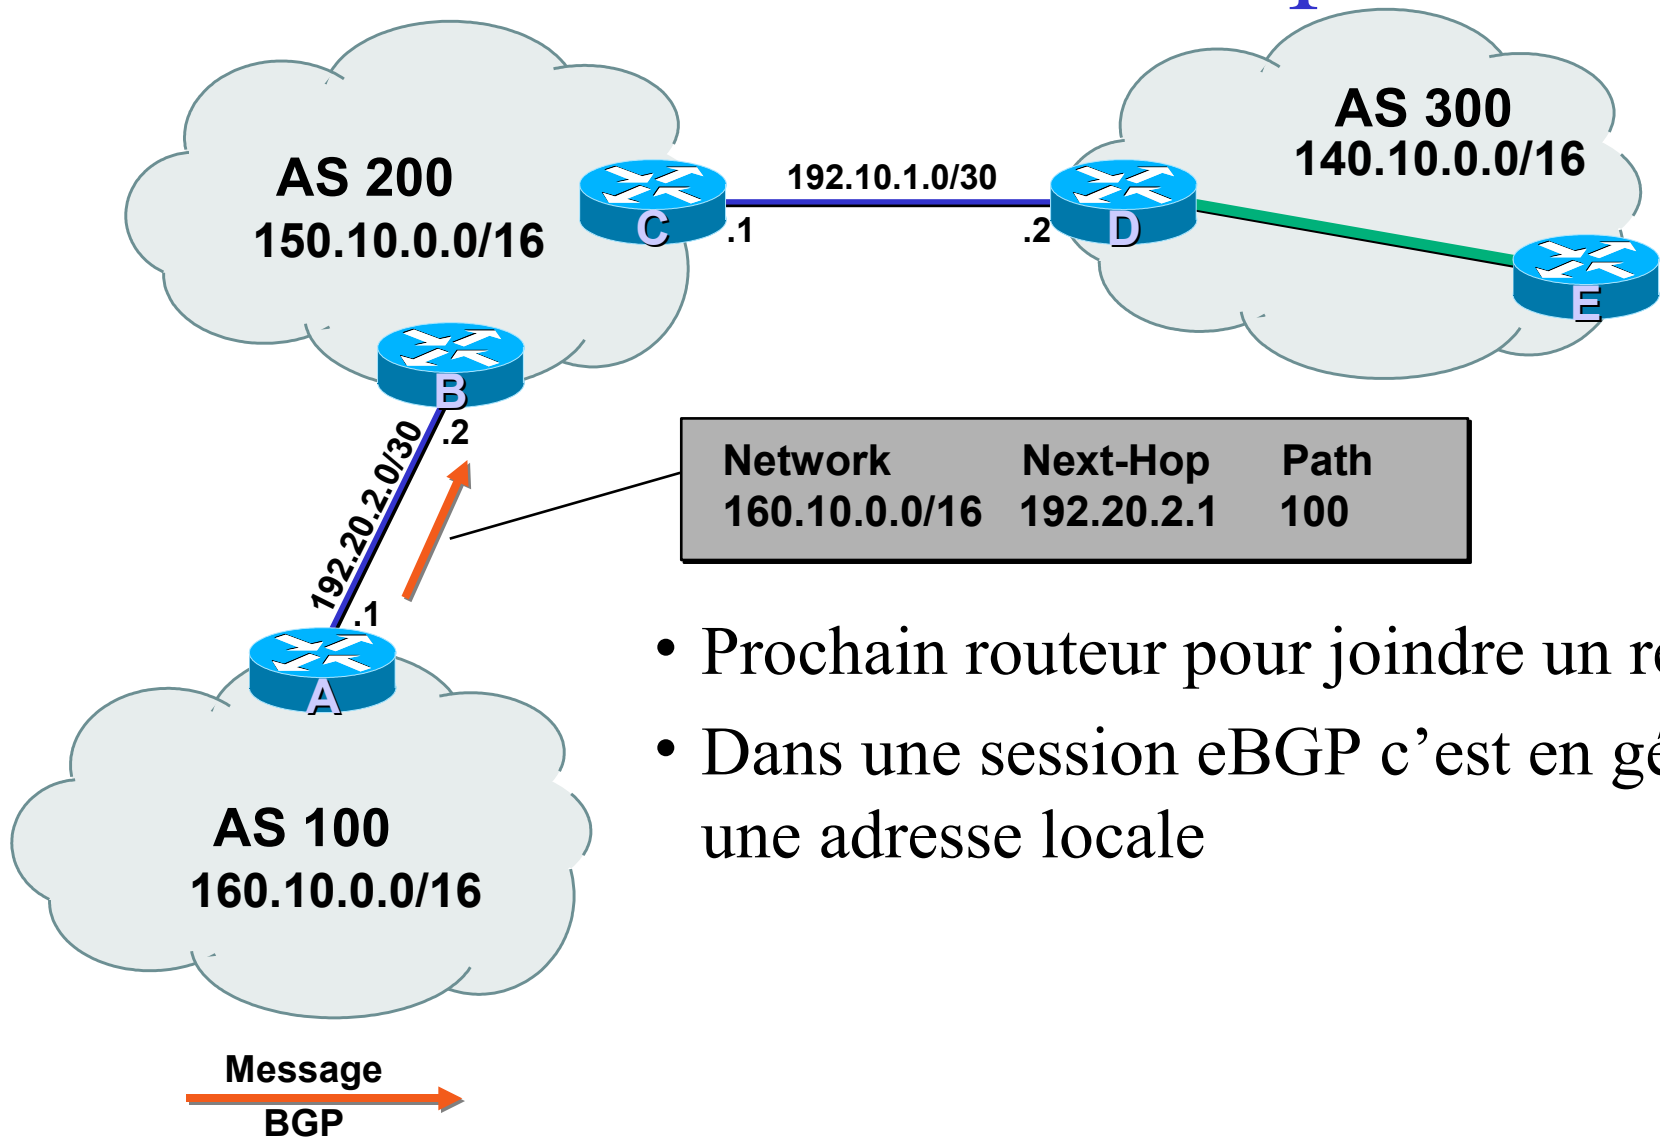 AS 300
140.10.0.0/16
AS 200
150.10.0.0/16
192.10.1.0/30
C
.1
.2
D
E
B
.2
192.20.2.0/30
.1
A
Network Next-Hop Path
160.10.0.0/16 192.20.2.1 100
• Prochain routeur pour joindre un
• Dans une session eBGP c’est en
une adresse locale
AS 100
160.10.0.0/16
Message
BGP